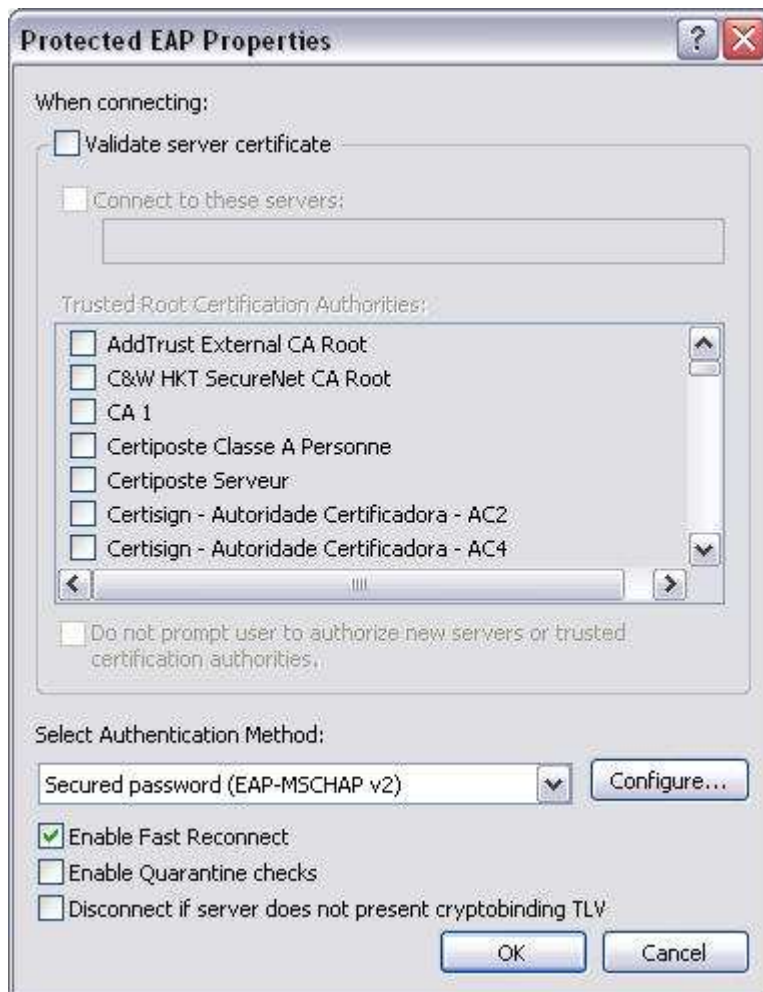 Protected EAP Properties
When connecting:
Validate server certificate
Connect to these servers:
Trusted Root Certification Authorities:
AddTrust External CA Root
C&W HKT SecureNet CA Root
CA 1
Certiposte Classe A Personne
Certiposte Serveur
Certisign - Autoridade Certificadora - AC2
Certisign - Autoridade Certificadora - AC4
Do not prompt user to authorize new servers or trusted
certification authorities.
Select Authentication Method:
Secured password (EAP-MSCHAP v2)
Configure...
Enable Fast Reconnect
Enable Quarantine checks
Disconnect if server does not present cryptobinding TLV
OK
Cancel